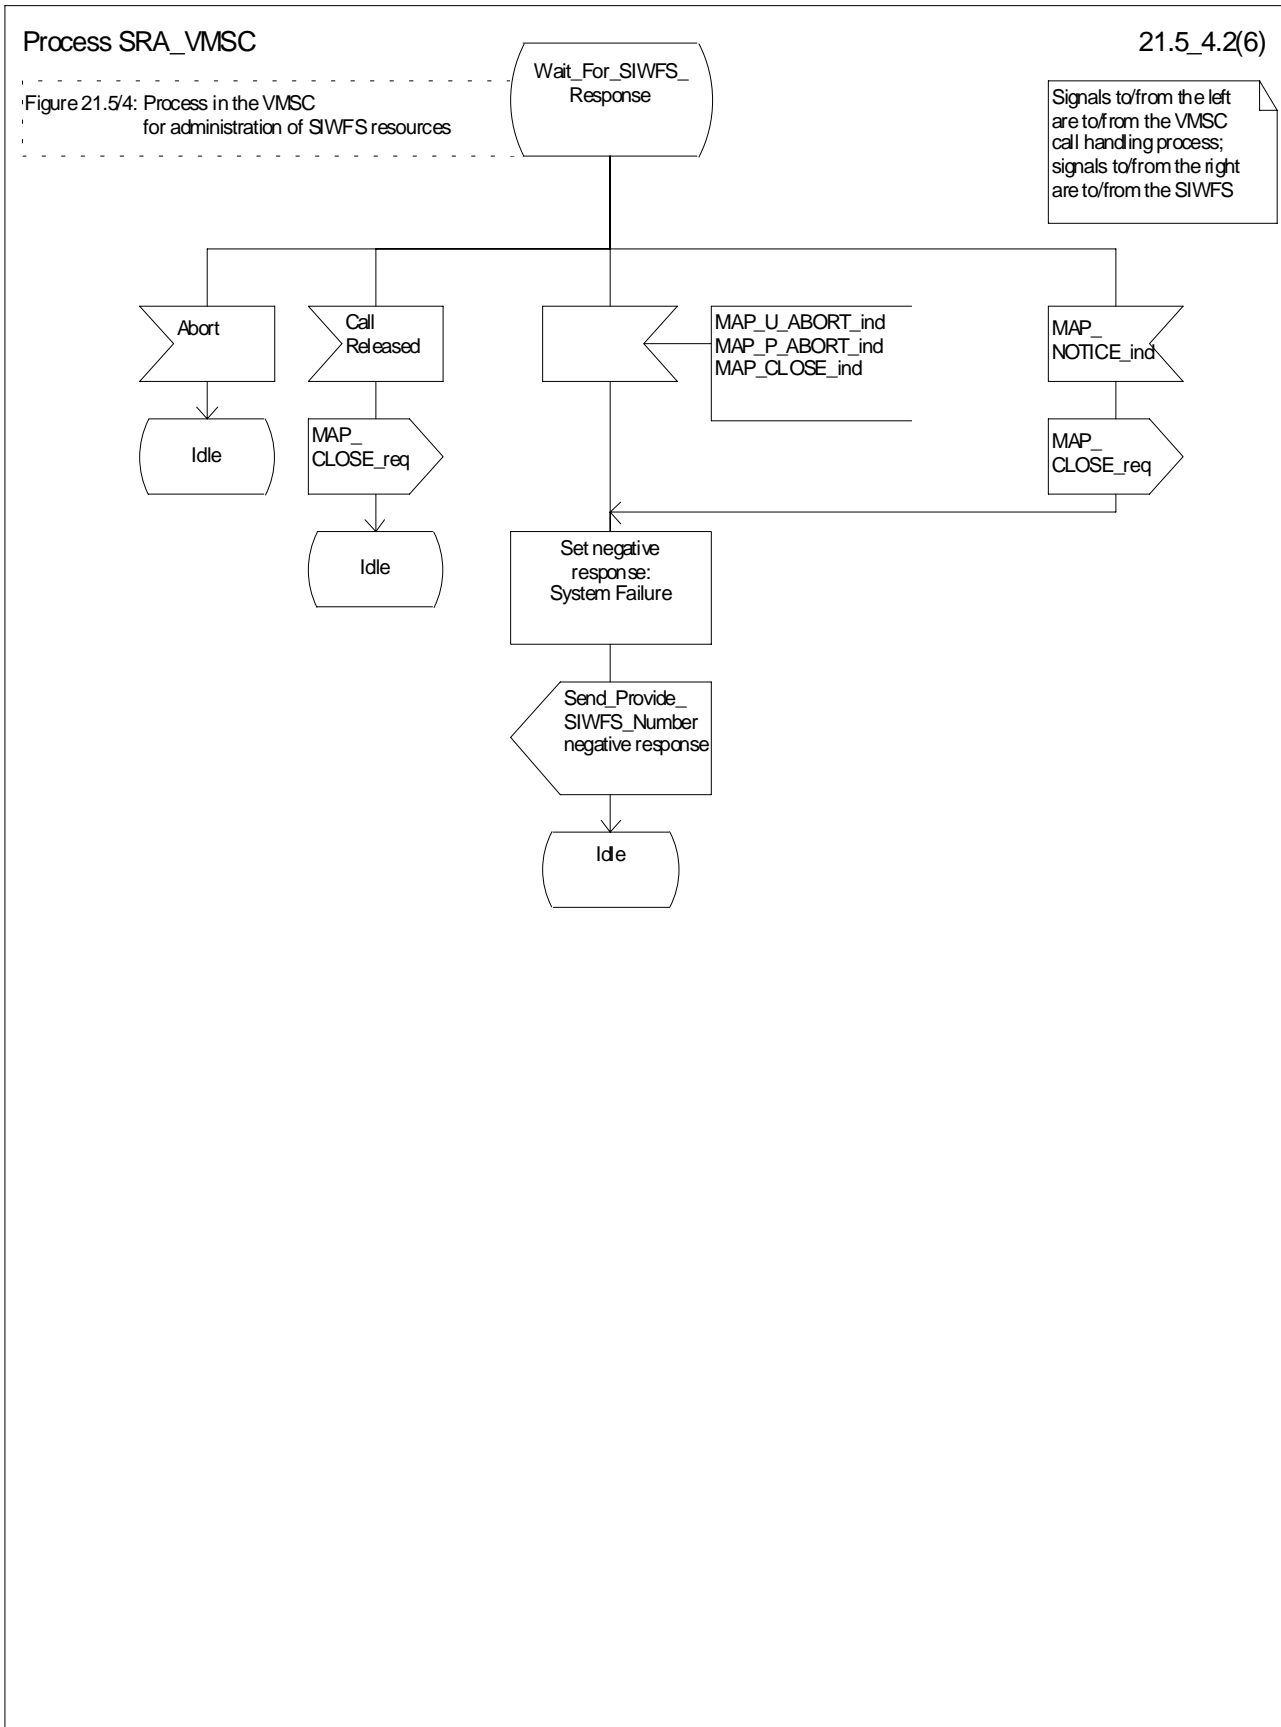 Process SRA_VMSC
21.5_4.2(6)
Figure 21.5/4: Process in the VMSC
for administration of SIWFS resources
Wait_For_SIWFS_
Response
Signals to/from the left
are to/from the VMSC
call handling process;
signals to/from the right
are to/from the SIWFS
Abort
Call
Released
MAP_U_ABORT_ind
MAP_P_ABORT_ind
MAP_CLOSE_ind
MAP_
NOTICE_ind
Idle
MAP_
CLOSE_req
MAP_
CLOSE_req
Idle
Set negative
response:
System Failure
Send_Provide_
SIWFS_Number
negative response
Idle